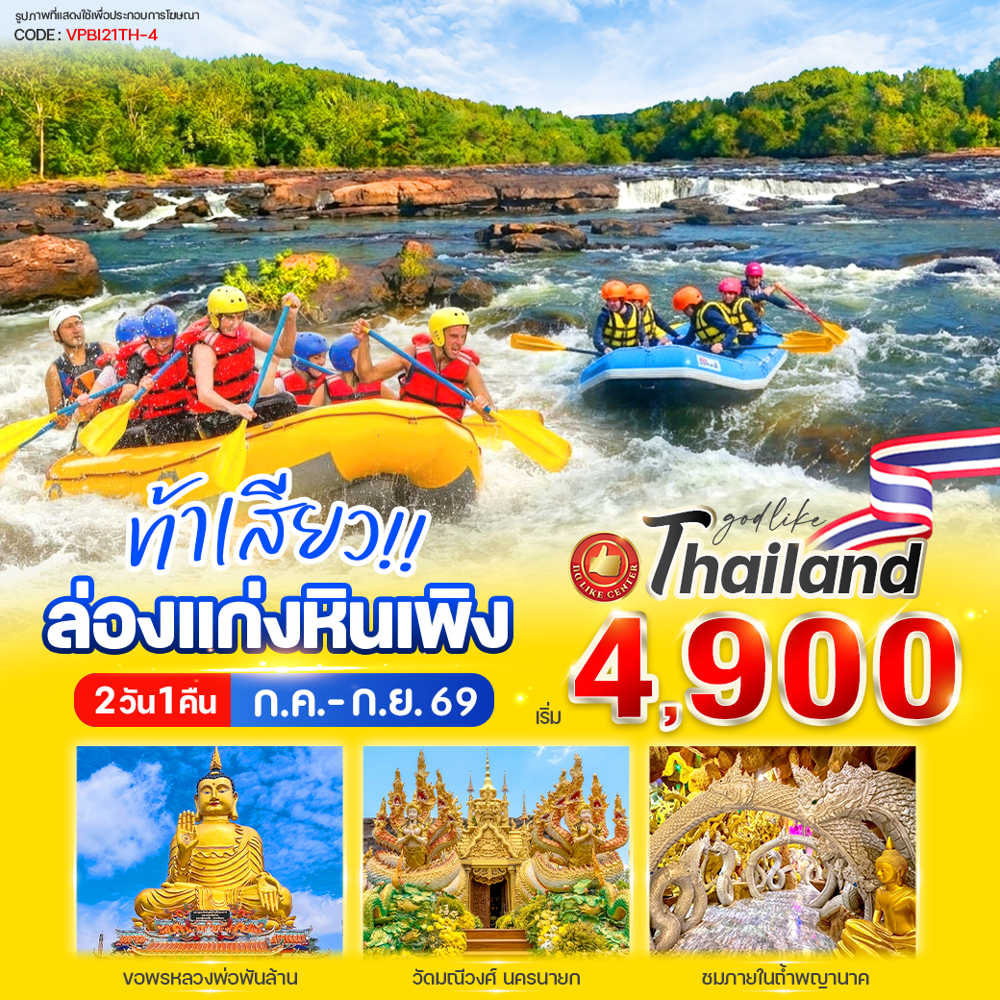 รูปภาพที่แสดงใช้เพื่อประกอบการโฆษณา
CODE : VPBI21TH-4
ท้าเสียว!!
ล่องแก่งหินเพิง
2 วัน 1 คืน ก.ค.- ก.ย. 69
godlike
Thailand
LIKE CENTER
เริ่ม 4,900
ขอพรหลวงพ่อพันล้าน
วัดมณีวงศ์ นครนายก
ชมภายในถ้ำพญานาค